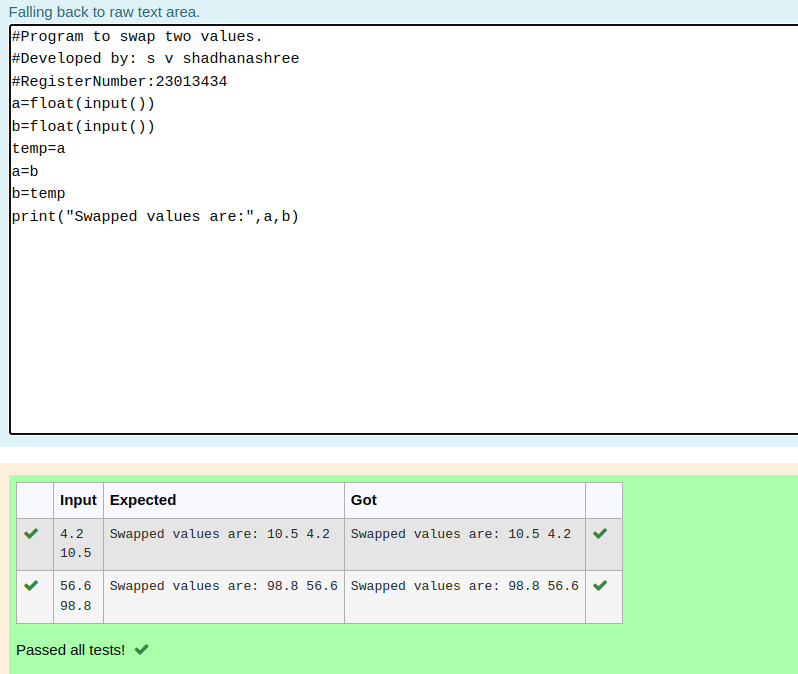 Falling back to raw text area.
#Program to swap two values.
#Developed by: s v shadhanashree
#RegisterNumber:23013434
a=float(input())
b=float(input())
temp=a
a=b
b=temp
print("Swapped values are:",a,b)
Input Expected Got
4.2 Swapped values are: 10.5 4.2 Swapped values are: 10.5 4.2
10.5
56.6 Swapped values are: 98.8 56.6 Swapped values are: 98.8 56.6
98.8
Passed all tests!